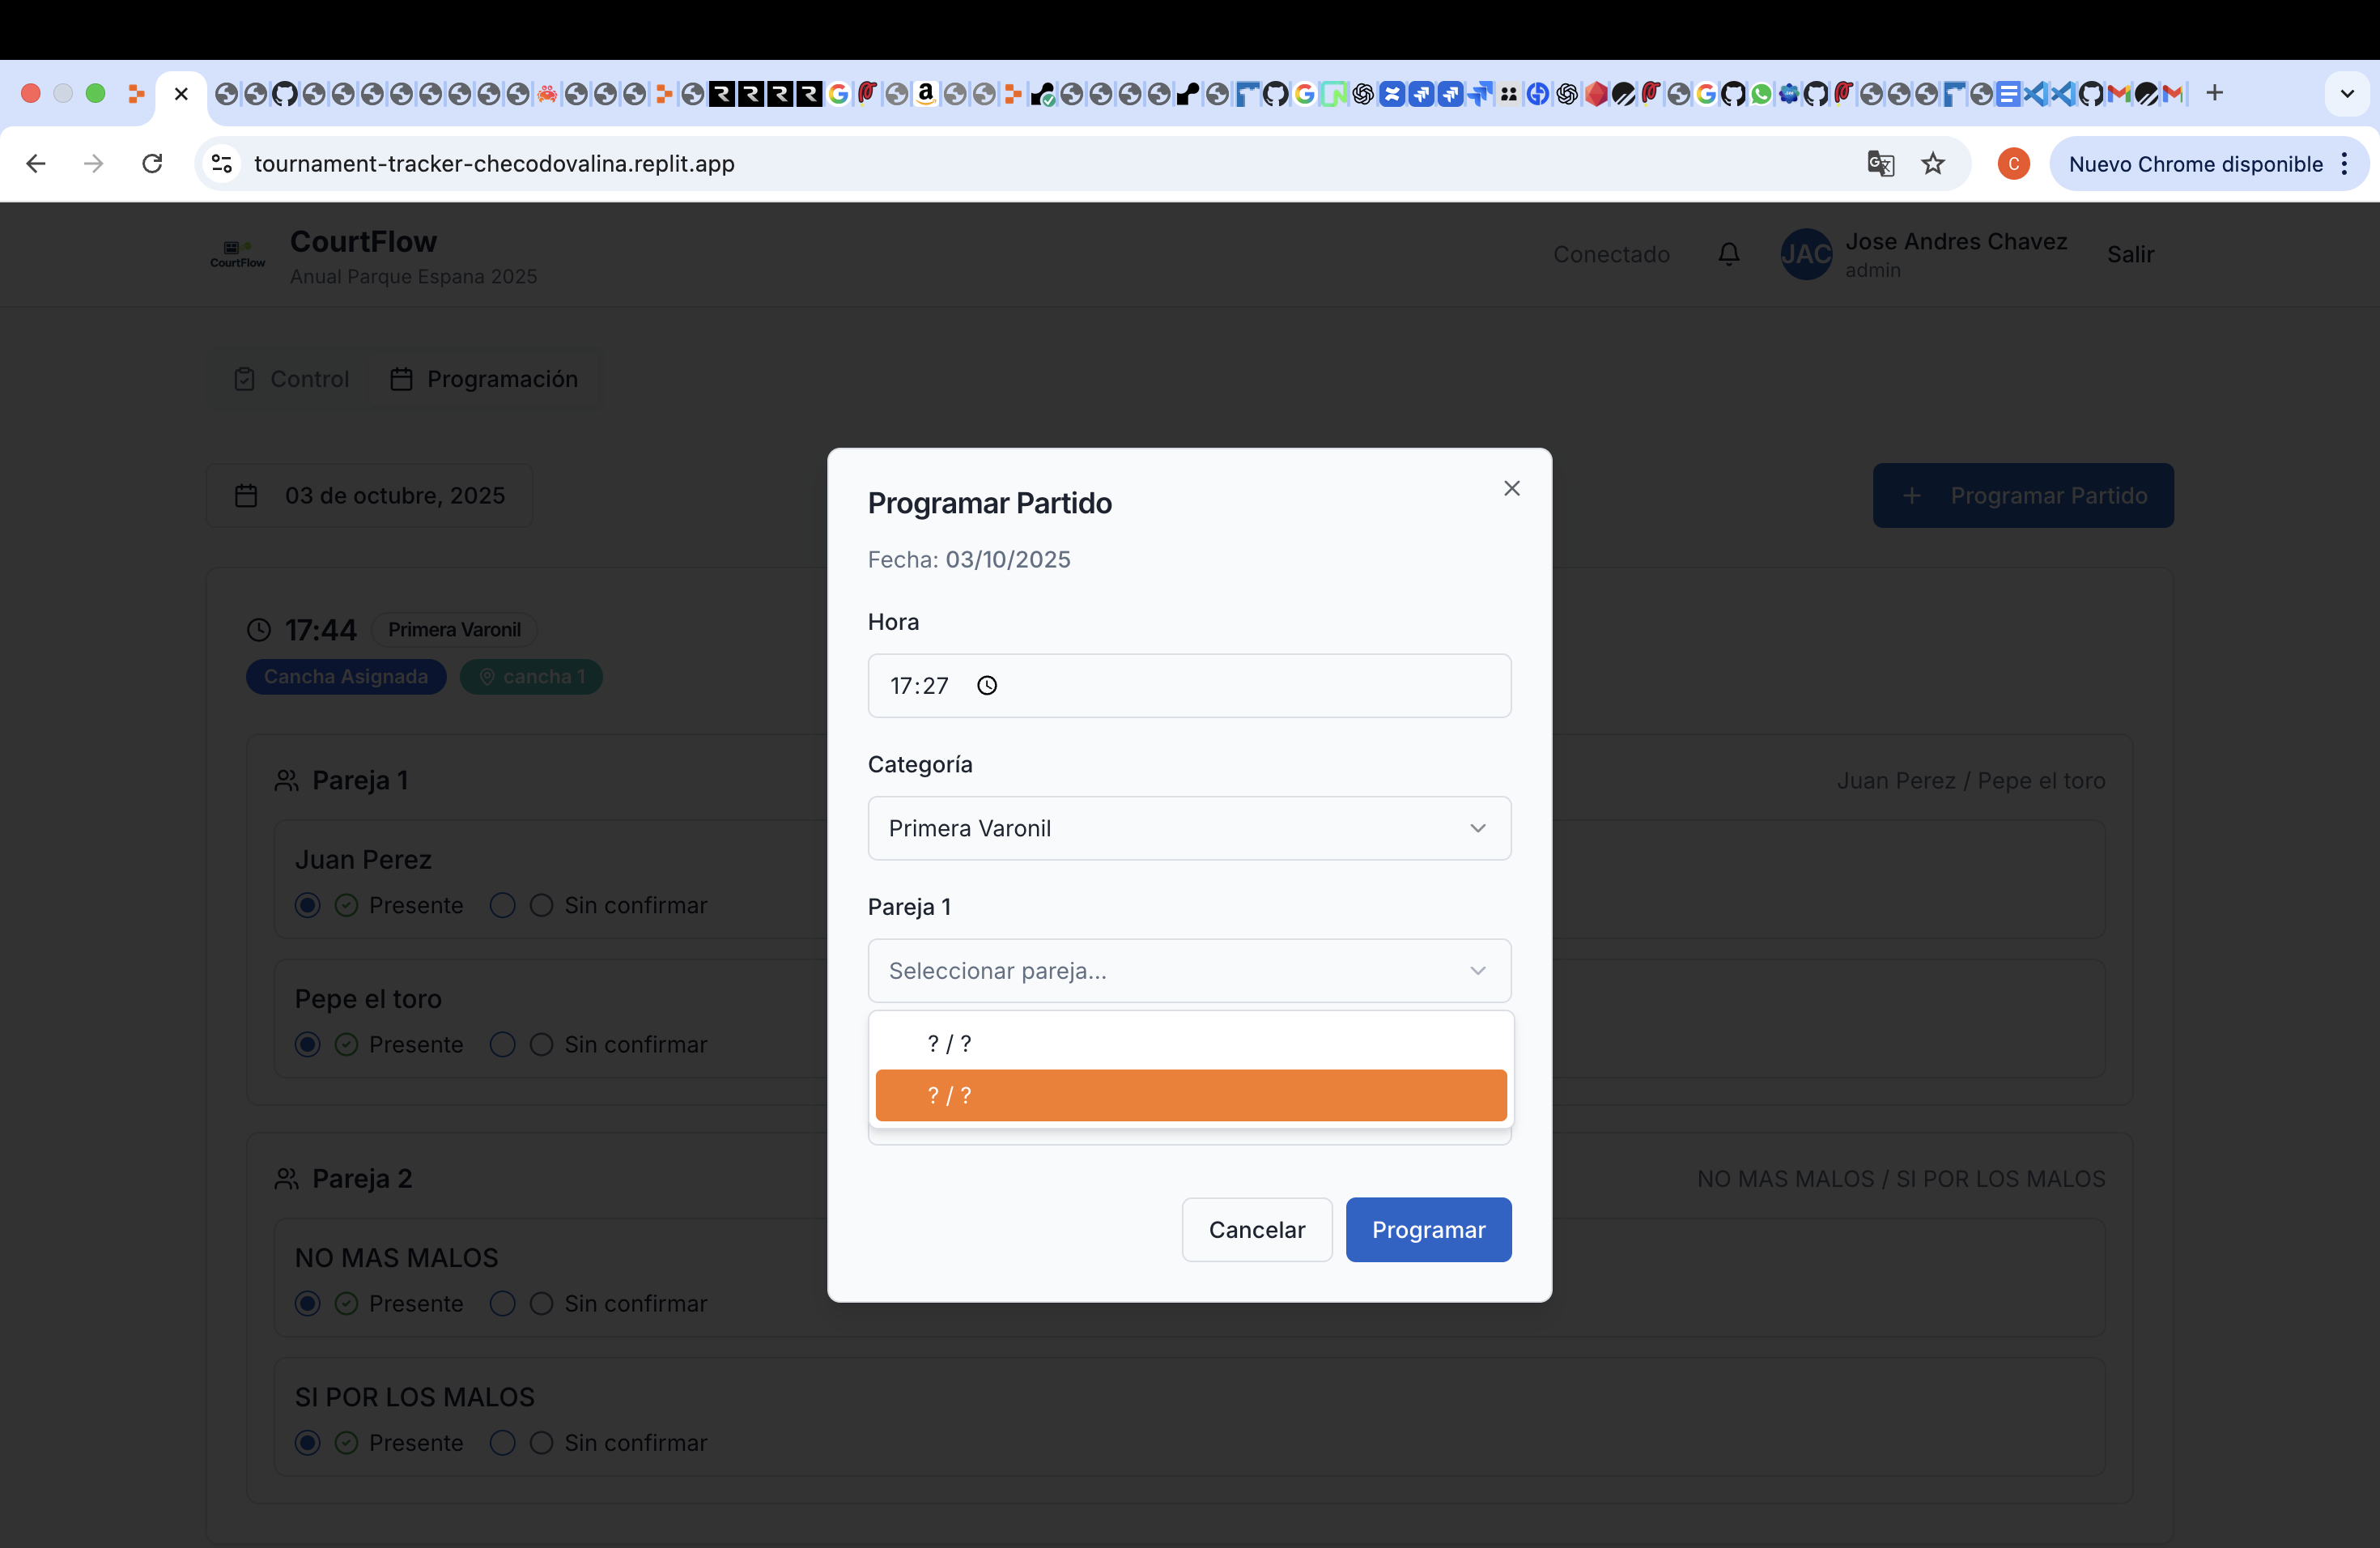 tournament-tracker-checodovalina.replit.app
Nuevo Chrome disponible
CourtFlow
CourtFlow
Anual Parque Espana 2025
Conectado
JAC
Jose Andres Chavez
admin
Salir
Control
Programación
03 de octubre, 2025
+ Programar Partido
17:44
Primera Varonil
Cancha Asignada
cancha 1
Pareja 1
Juan Perez / Pepe el toro
Juan Perez
Presente
Sin confirmar
Pepe el toro
Presente
Sin confirmar
Pareja 2
NO MAS MALOS / SI POR LOS MALOS
NO MAS MALOS
Presente
Sin confirmar
SI POR LOS MALOS
Presente
Sin confirmar
Programar Partido
Fecha: 03/10/2025
Hora
17:27
Categoría
Primera Varonil
Pareja 1
Seleccionar pareja...
? / ?
? / ?
Cancelar
Programar